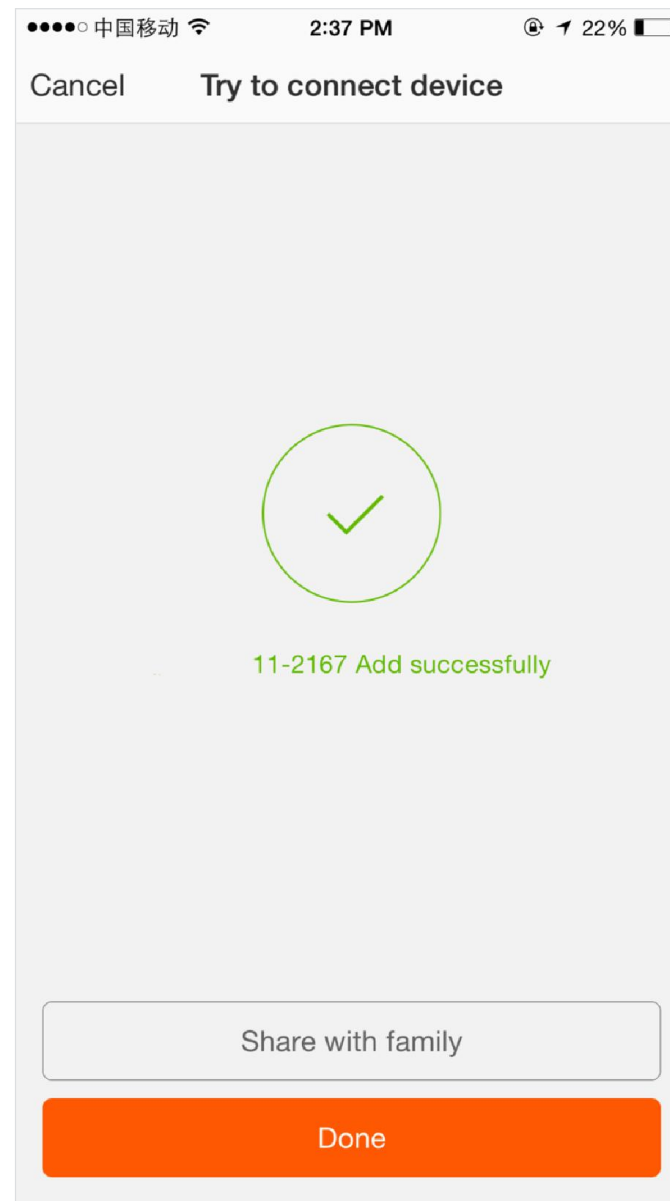 中国移动 2:37 PM 22%
Cancel Try to connect device
11-2167 Add successfully
Share with family
Done